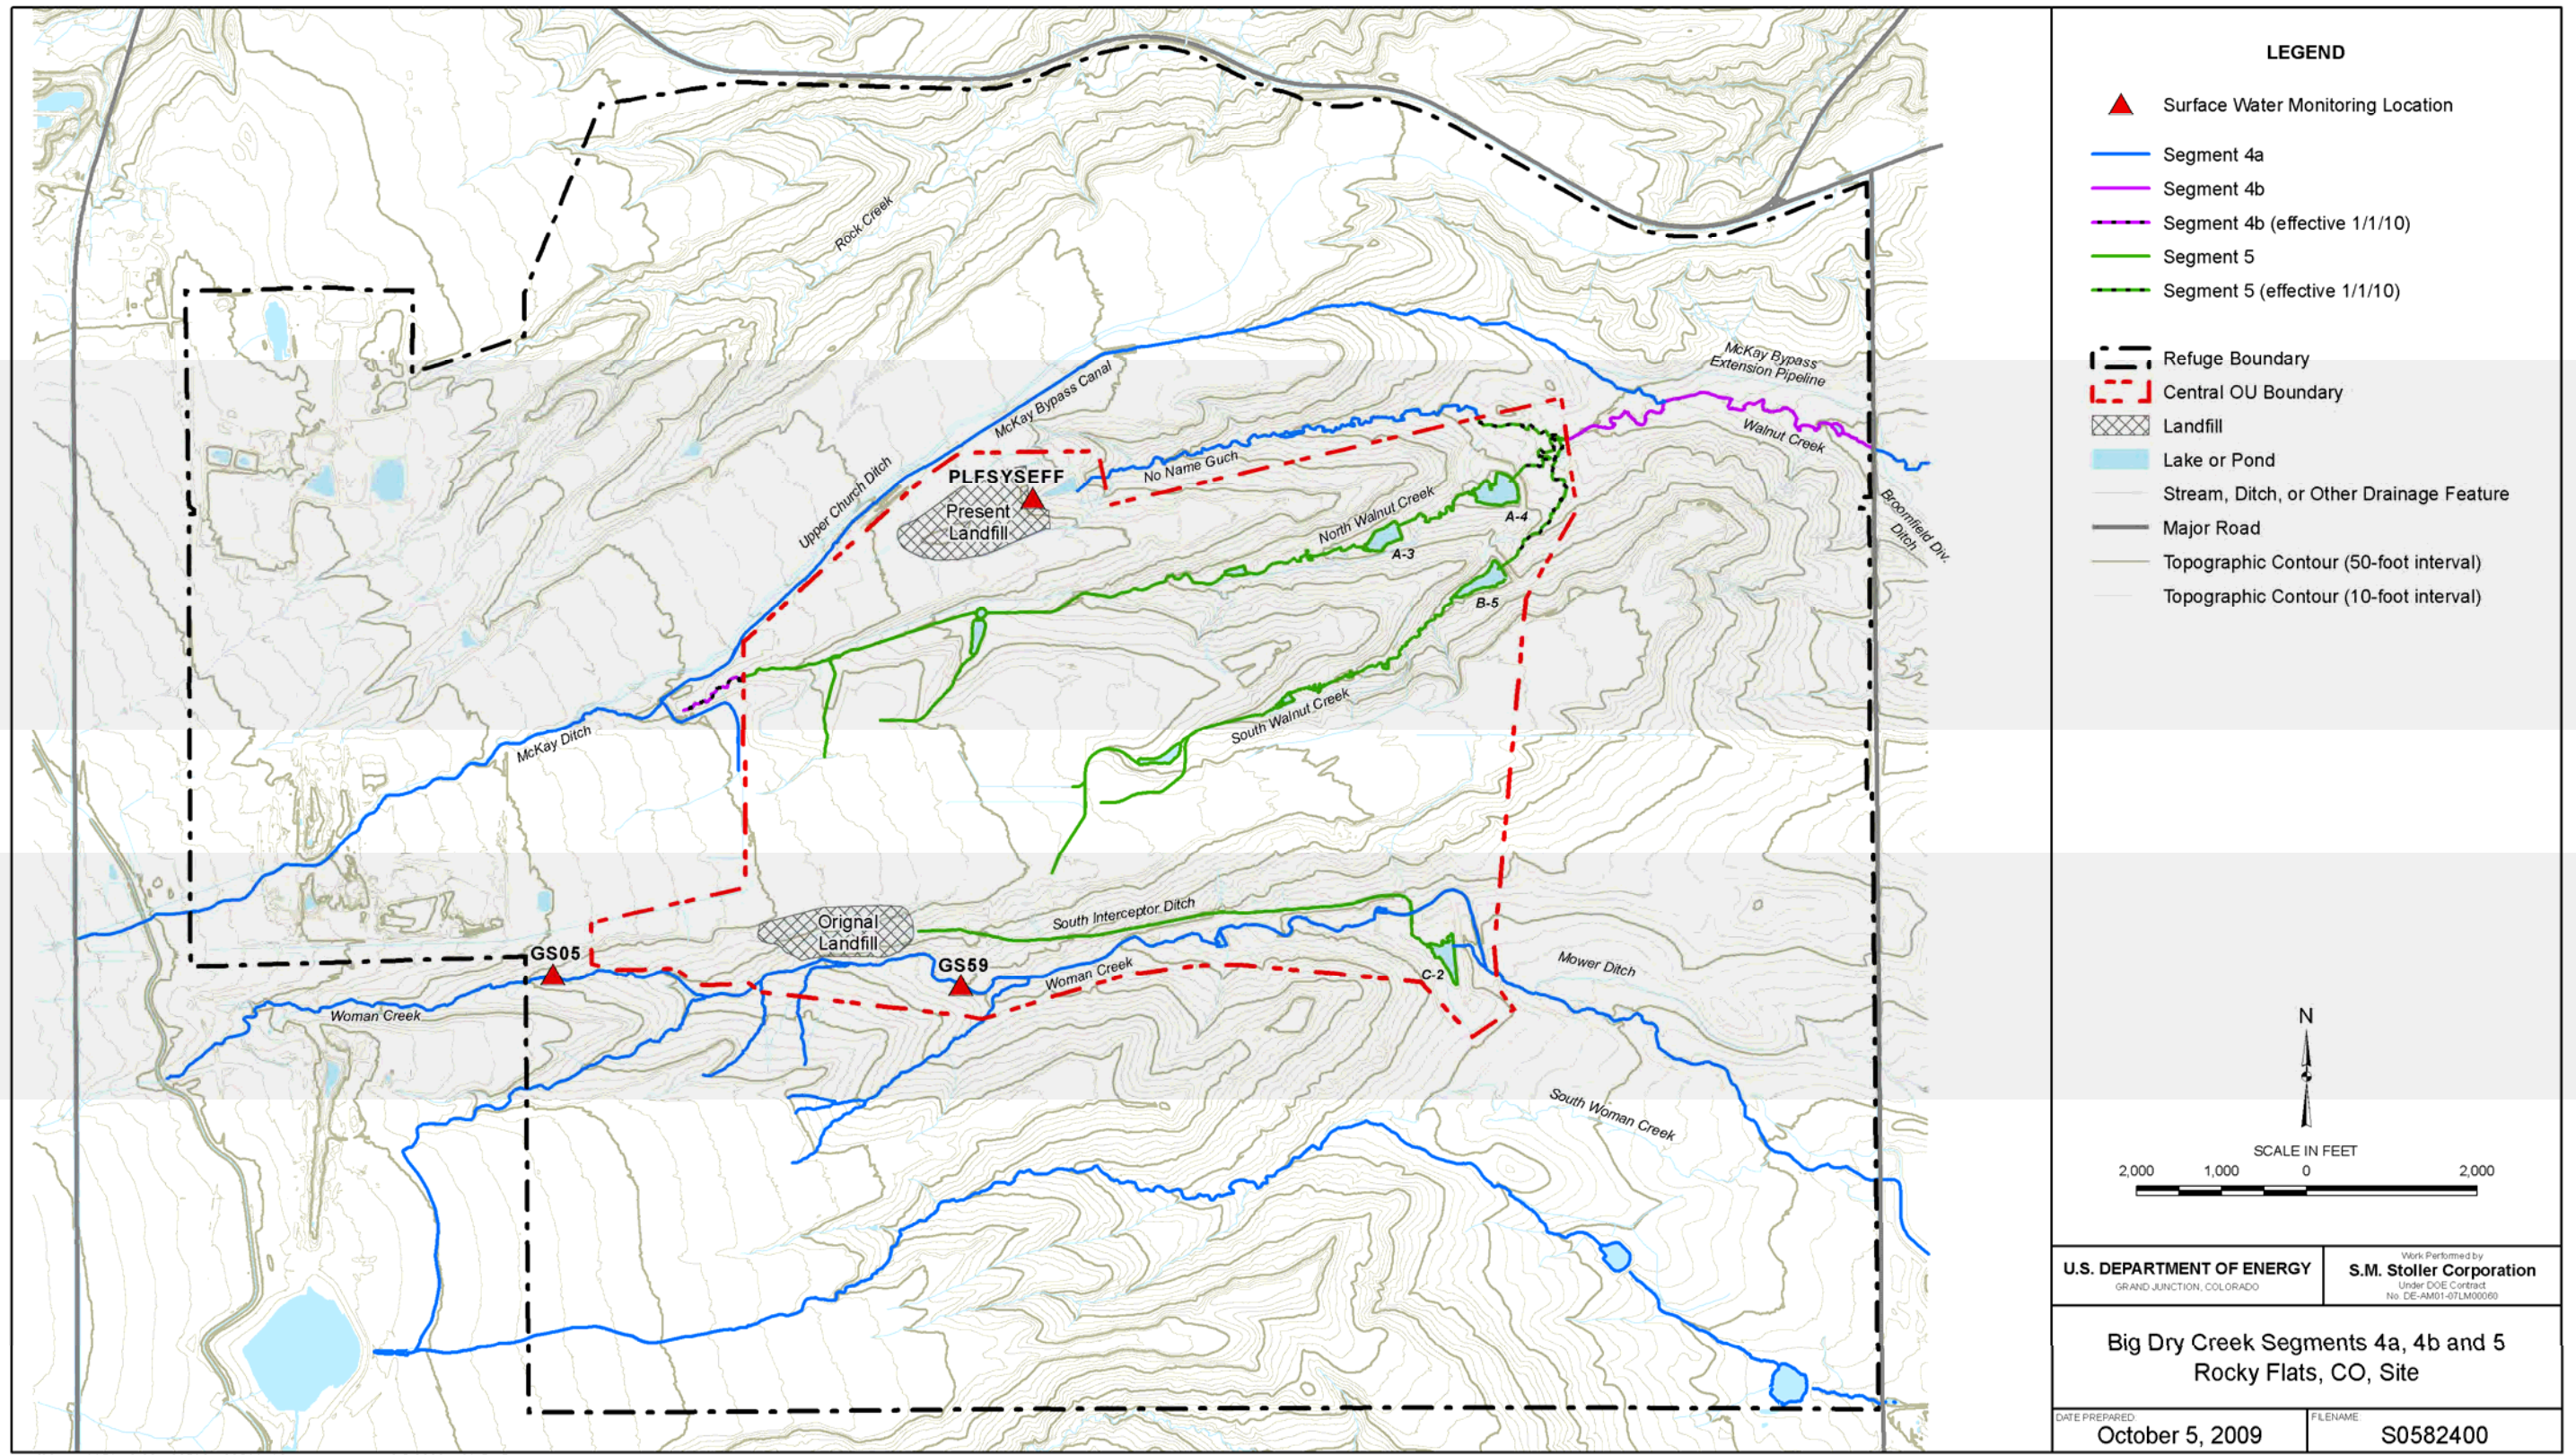 LEGEND
Surface Water Monitoring Location
Segment 4a
Segment 4b
Segment 4b (effective 1/1/10)
Segment 5
Segment 5 (effective 1/1/10)
Refuge Boundary
Central OU Boundary
Landfill
Lake or Pond
Stream, Ditch, or Other Drainage Feature
Major Road
Topographic Contour (50-foot interval)
Topographic Contour (10-foot interval)
Rock Creek
McKay Bypass
Extension Pipeline
McKay Bypass Canal
Walnut Creek
No Name Guch
Upper Church Ditch
PLFSYSEFF
Present
Landfill
North Walnut Creek
A-4
A-3
B-5
Broomfield Div.
Ditch
South Walnut Creek
McKay Ditch
South Interceptor Ditch
Orignal
Landfill
GS05
GS59
Woman Creek
C-2
Mower Ditch
Woman Creek
South Woman Creek
N
SCALE IN FEET
2,000 1,000 0 2,000
U.S. DEPARTMENT OF ENERGY
GRAND JUNCTION, COLORADO
Work Performed by
S.M. Stoller Corporation
Under DOE Contract
No. DE-AM01-07LM00060
Big Dry Creek Segments 4a, 4b and 5
Rocky Flats, CO, Site
DATE PREPARED:
October 5, 2009
FILENAME:
S0582400